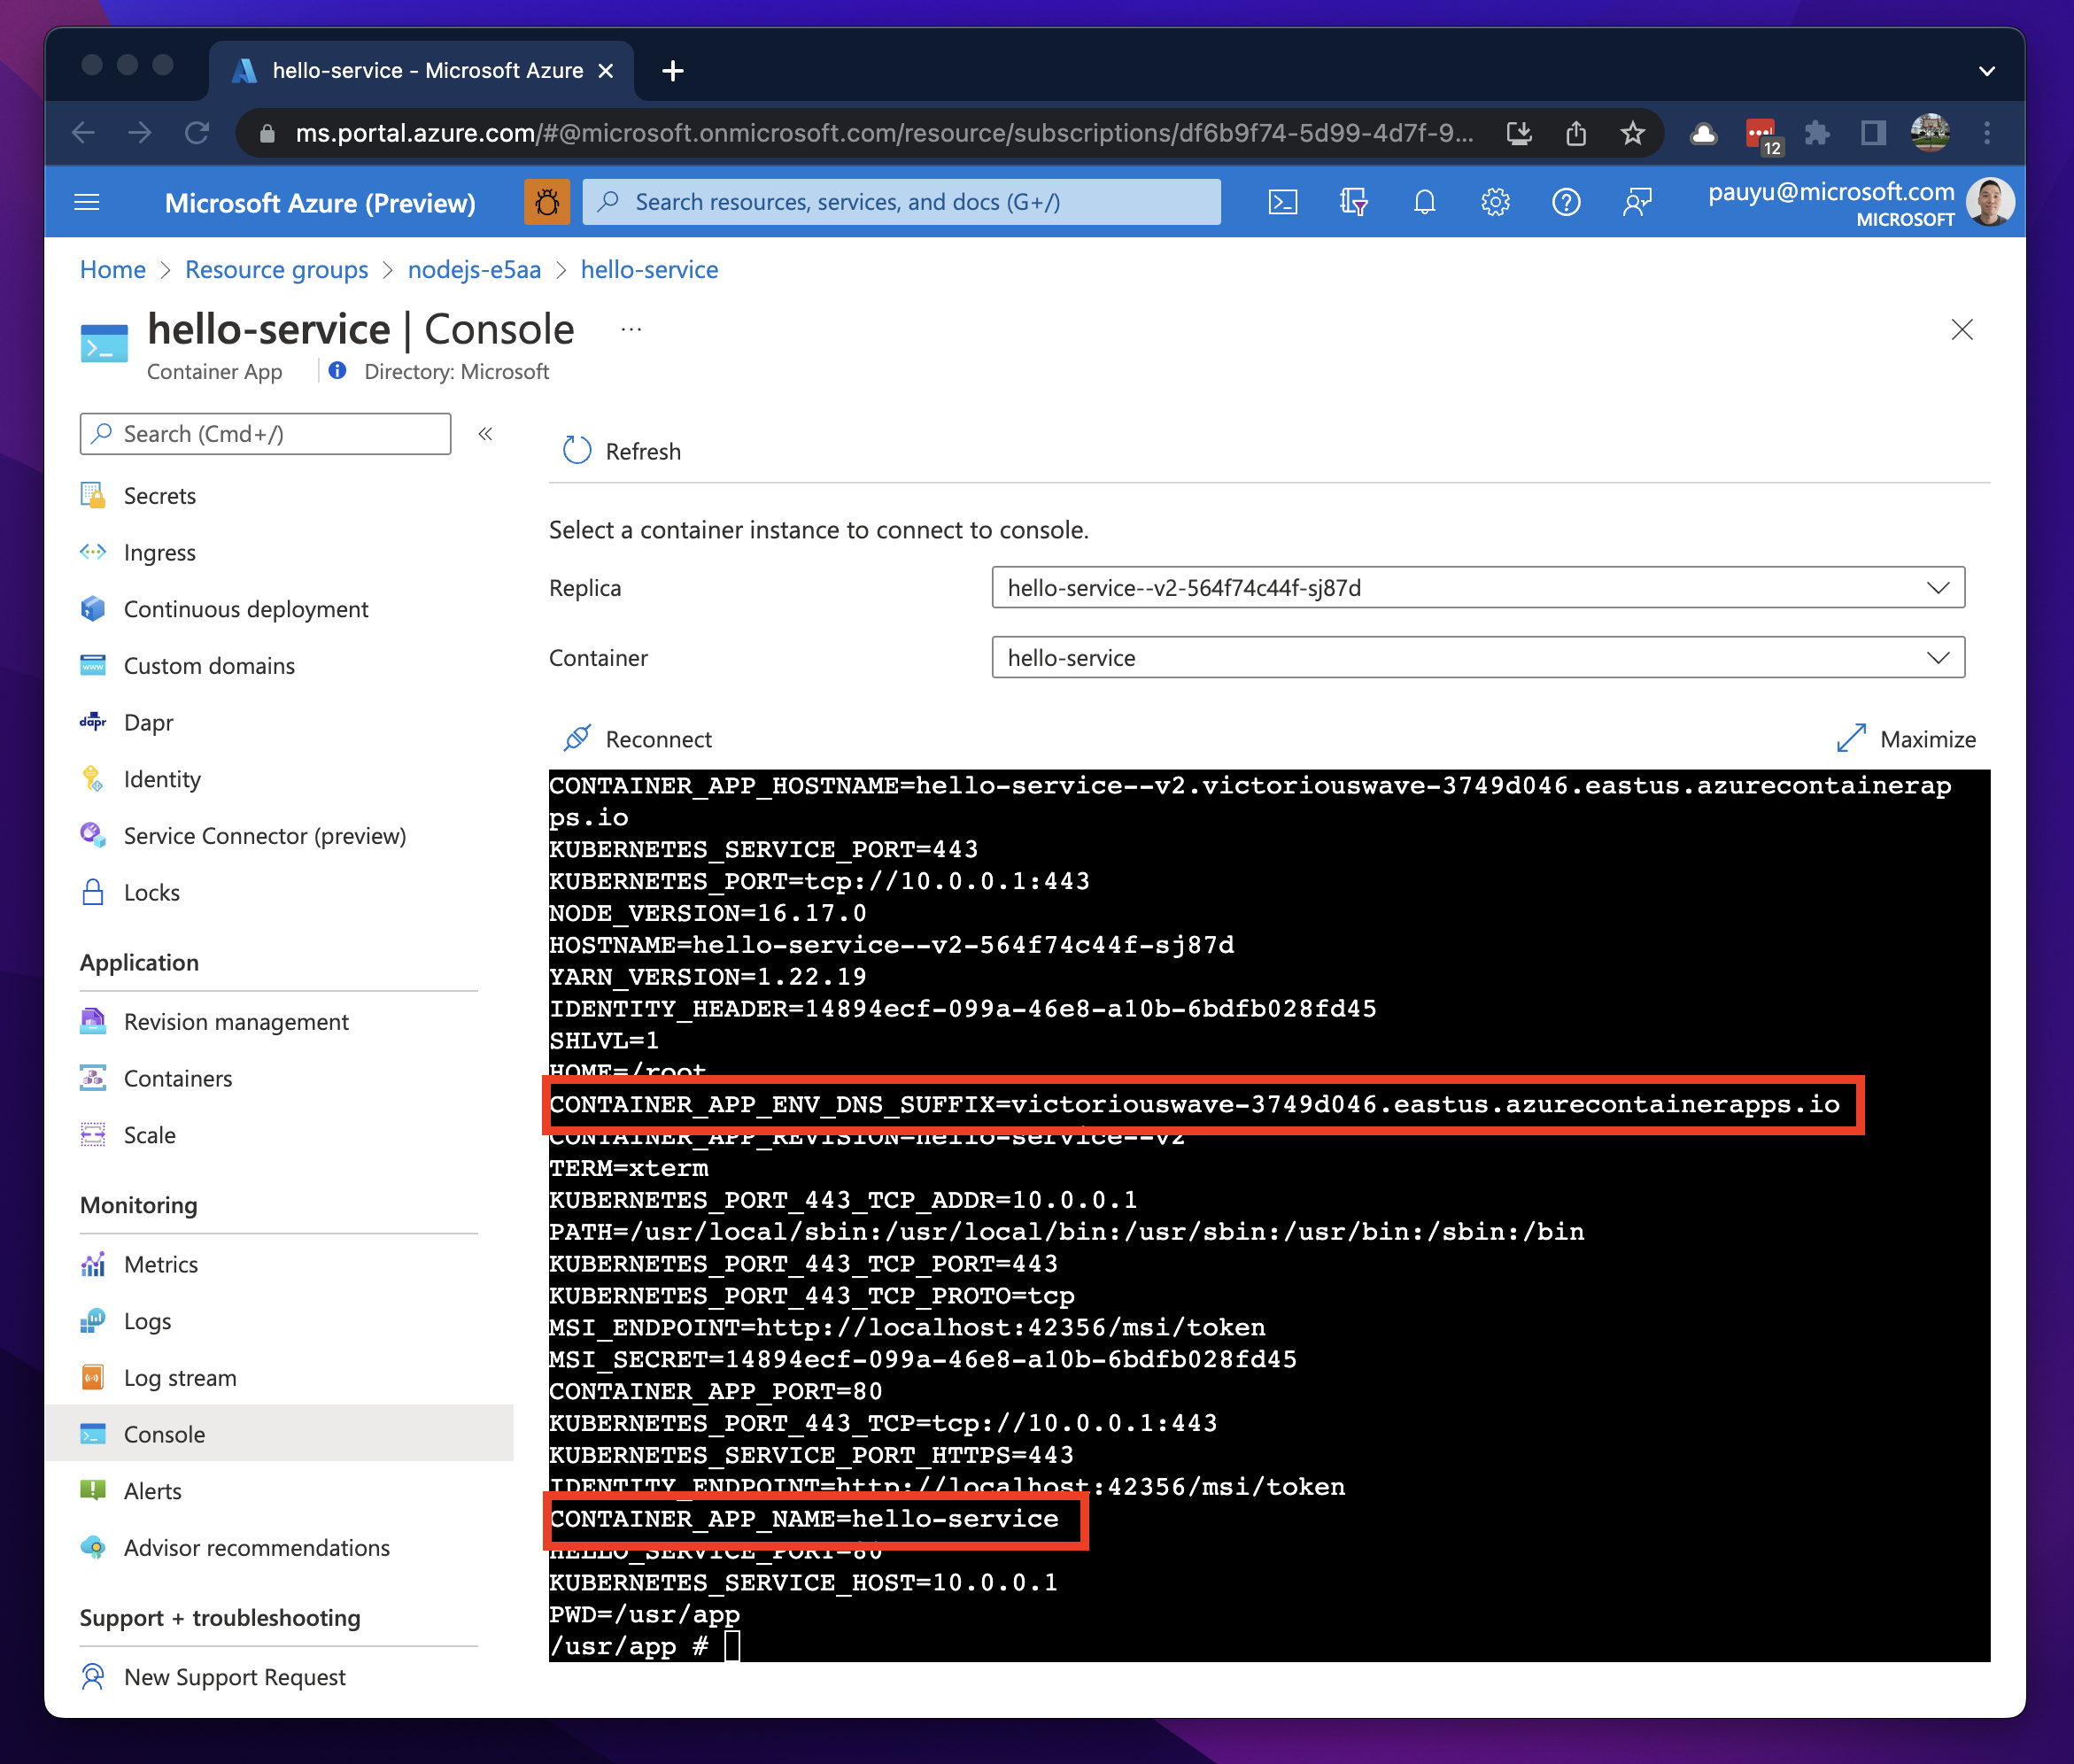 hello-service - Microsoft Azure
ms.portal.azure.com/#@microsoft.onmicrosoft.com/resource/subscriptions/df6b9f74-5d99-4d7f-9...
12
Microsoft Azure (Preview)
Search resources, services, and docs (G+/)
pauyu@microsoft.com
MICROSOFT
Home > Resource groups > nodejs-e5aa > hello-service
hello-service | Console ...
Container App
Directory: Microsoft
Search (Cmd+/)
«
Secrets
Ingress
Continuous deployment
www
Custom domains
dapr
Dapr
Identity
Service Connector (preview)
Locks
Application
Revision management
Containers
Scale
Monitoring
Metrics
Logs
Log stream
Console
Alerts
Advisor recommendations
Support + troubleshooting
New Support Request
Refresh
Select a container instance to connect to console.
Replica
hello-service--v2-564f74c44f-sj87d
Container
hello-service
Reconnect
Maximize
CONTAINER_APP_HOSTNAME=hello-service--v2.victoriouswave-3749d046.eastus.azurecontainerap
ps.io
KUBERNETES_SERVICE_PORT=443
KUBERNETES_PORT=tcp://10.0.0.1:443
NODE_VERSION=16.17.0
HOSTNAME=hello-service--v2-564f74c44f-sj87d
YARN_VERSION=1.22.19
IDENTITY_HEADER=14894ecf-099a-46e8-a10b-6bdfb028fd45
SHLVL=1
HOME=/root
CONTAINER_APP_ENV_DNS_SUFFIX=victoriouswave-3749d046.eastus.azurecontainerapps.io
CONTAINER_APP_REVISION=hello-service--v2
TERM=xterm
KUBERNETES_PORT_443_TCP_ADDR=10.0.0.1
PATH=/usr/local/sbin:/usr/local/bin:/usr/sbin:/usr/bin:/sbin:/bin
KUBERNETES_PORT_443_TCP_PORT=443
KUBERNETES_PORT_443_TCP_PROTO=tcp
MSI_ENDPOINT=http://localhost:42356/msi/token
MSI_SECRET=14894ecf-099a-46e8-a10b-6bdfb028fd45
CONTAINER_APP_PORT=80
KUBERNETES_PORT_443_TCP=tcp://10.0.0.1:443
KUBERNETES_SERVICE_PORT_HTTPS=443
IDENTITY_ENDPOINT=http://localhost:42356/msi/token
CONTAINER_APP_NAME=hello-service
HELLO_SERVICE_PORT=80
KUBERNETES_SERVICE_HOST=10.0.0.1
PWD=/usr/app
/usr/app #